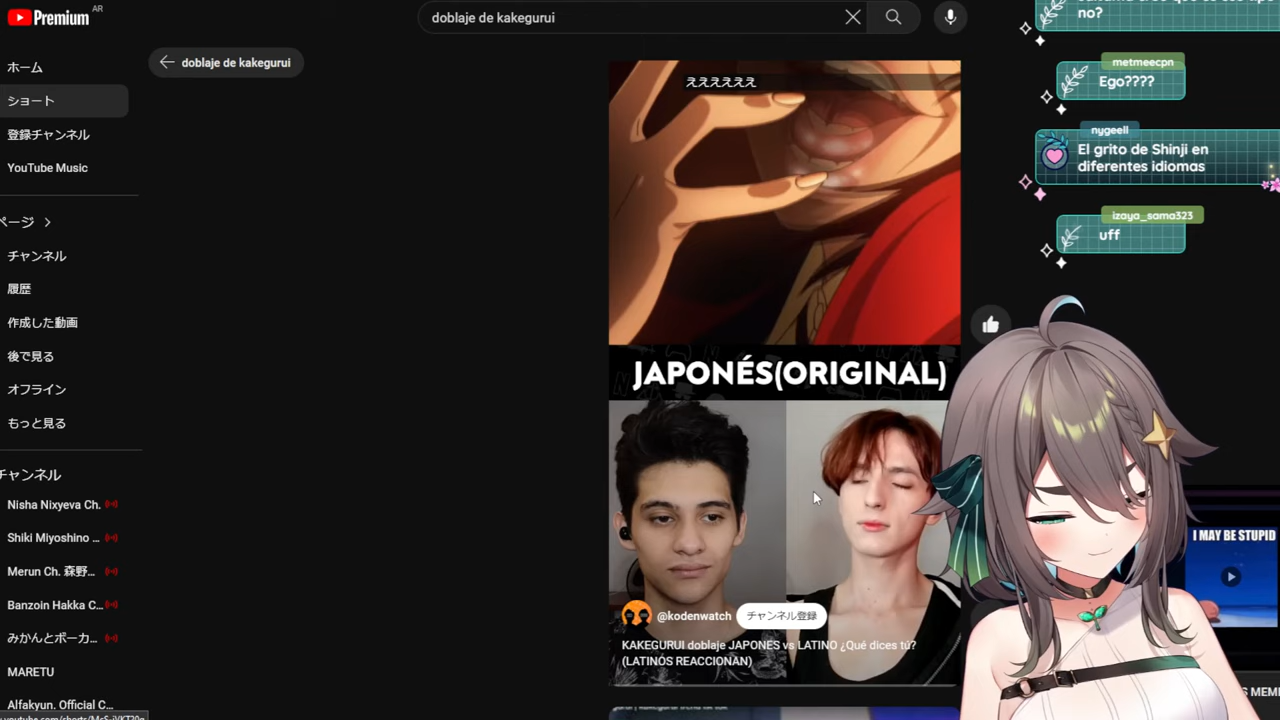 Premium AR
doblaje de kakegurui
doblaje de kakegurui
ホーム
ショート
登録チャンネル
YouTube Music
ページ
チャンネル
履歴
作成した動画
後で見る
オフライン
もっと見る
チャンネル
Nisha Nixyeva Ch.
Shiki Miyoshino ...
Merun Ch. 森野...
Banzoin Hakka C...
みかんとポーカ...
MARETU
Alfakyun. Official C...
えええええええ
JAPONÉS(ORIGINAL)
@kodenwatch
チャンネル登録
KAKEGURUI doblaje JAPONES vs LATINO ¿Qué dices tú?
(LATINOS REACCIONAN)
no?
metmeecpn
Ego????
nygeell
El grito de Shinji en
diferentes idiomas
izaya_sama323
uff
I MAY BE STUPID